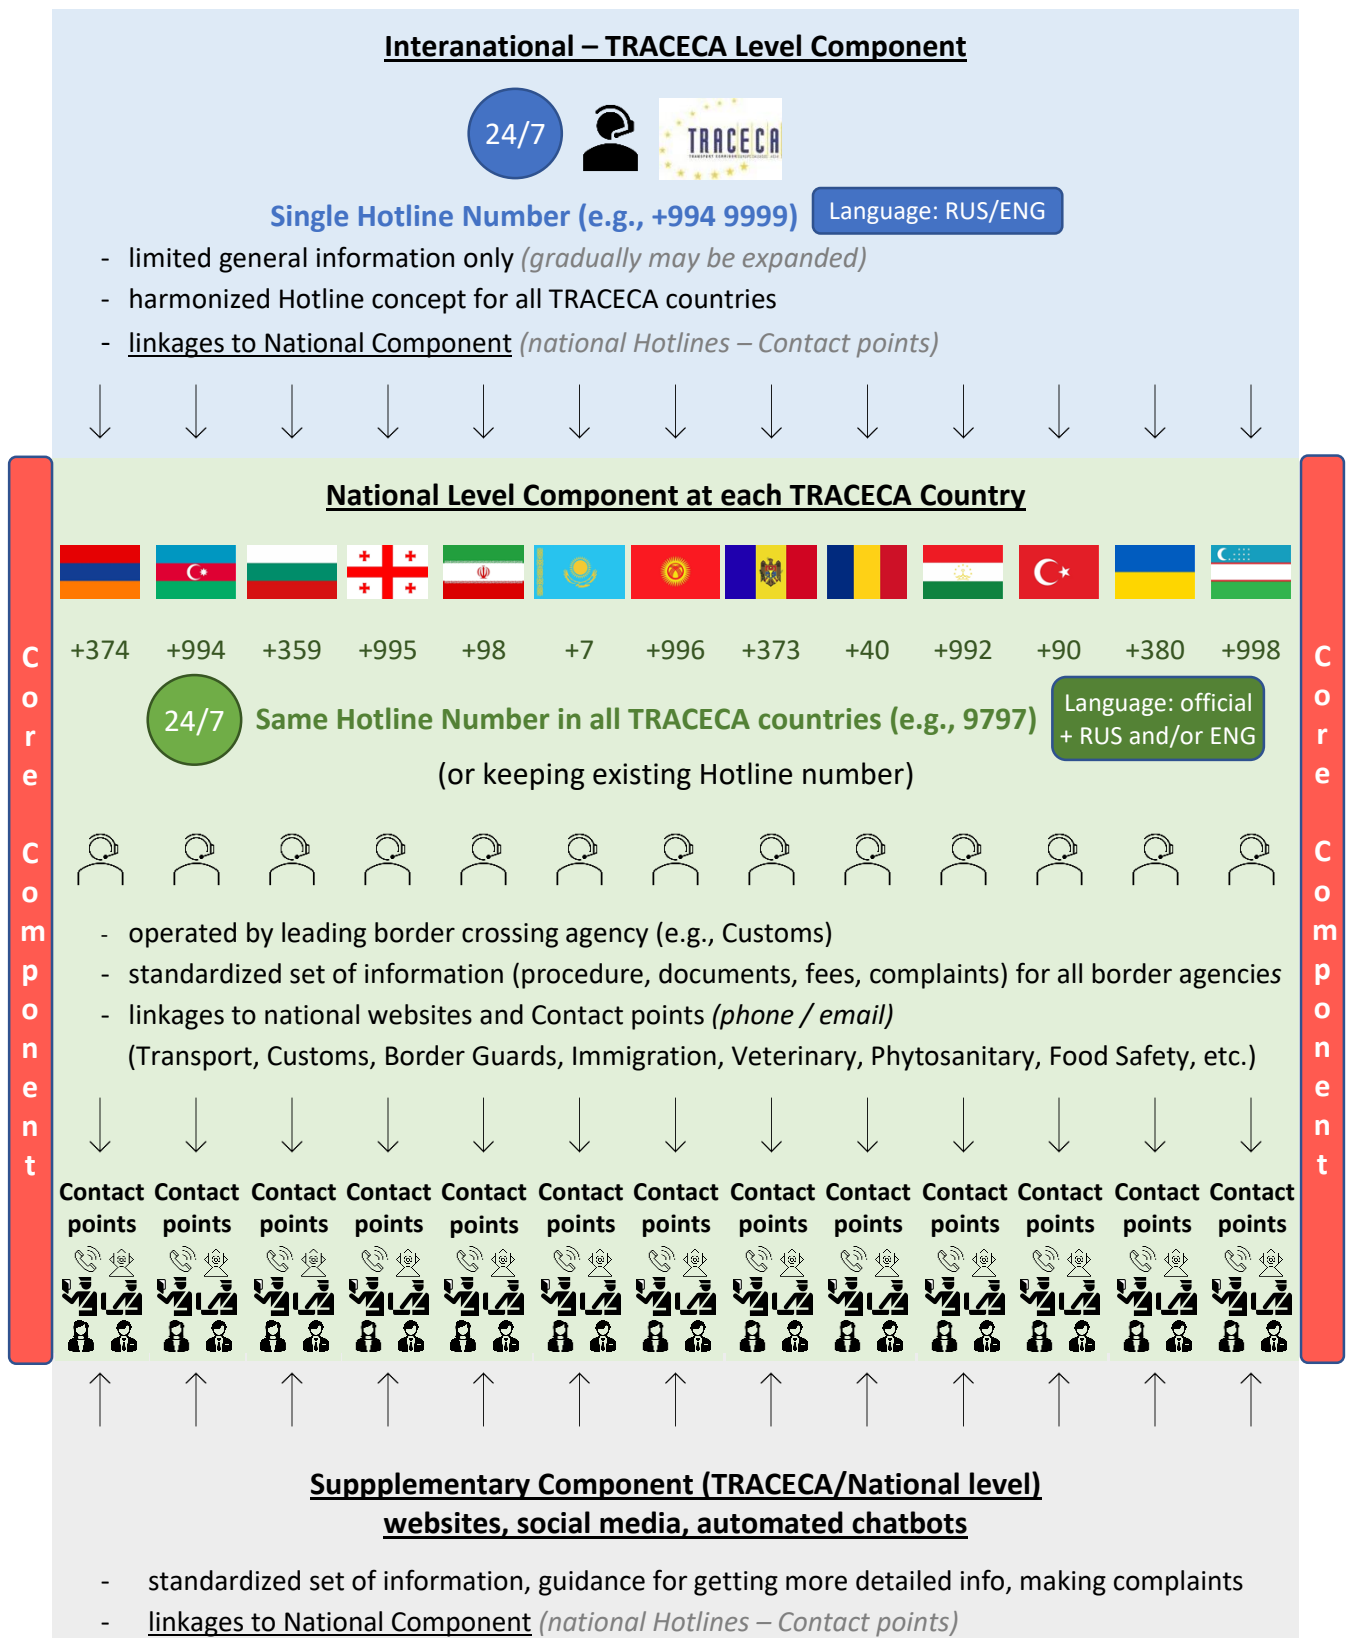 Interanational – TRACECA Level Component
24/7
TRACECA
Single Hotline Number (e.g., +994 9999)
Language: RUS/ENG
- limited general information only (gradually may be expanded)
- harmonized Hotline concept for all TRACECA countries
- linkages to National Component (national Hotlines – Contact points)
National Level Component at each TRACECA Country
+374 +994 +359 +995 +98 +7 +996 +373 +40 +992 +90 +380 +998
24/7
Same Hotline Number in all TRACECA countries (e.g., 9797)
Language: official
+ RUS and/or ENG
(or keeping existing Hotline number)
- operated by leading border crossing agency (e.g., Customs)
- standardized set of information (procedure, documents, fees, complaints) for all border agencies
- linkages to national websites and Contact points (phone / email)
(Transport, Customs, Border Guards, Immigration, Veterinary, Phytosanitary, Food Safety, etc.)
Contact Contact Contact Contact Contact Contact Contact Contact Contact Contact Contact Contact Contact
points points points points points points points points points points points points points
Core Component
Core Component
Suppplementary Component (TRACECA/National level)
websites, social media, automated chatbots
- standardized set of information, guidance for getting more detailed info, making complaints
- linkages to National Component (national Hotlines – Contact points)